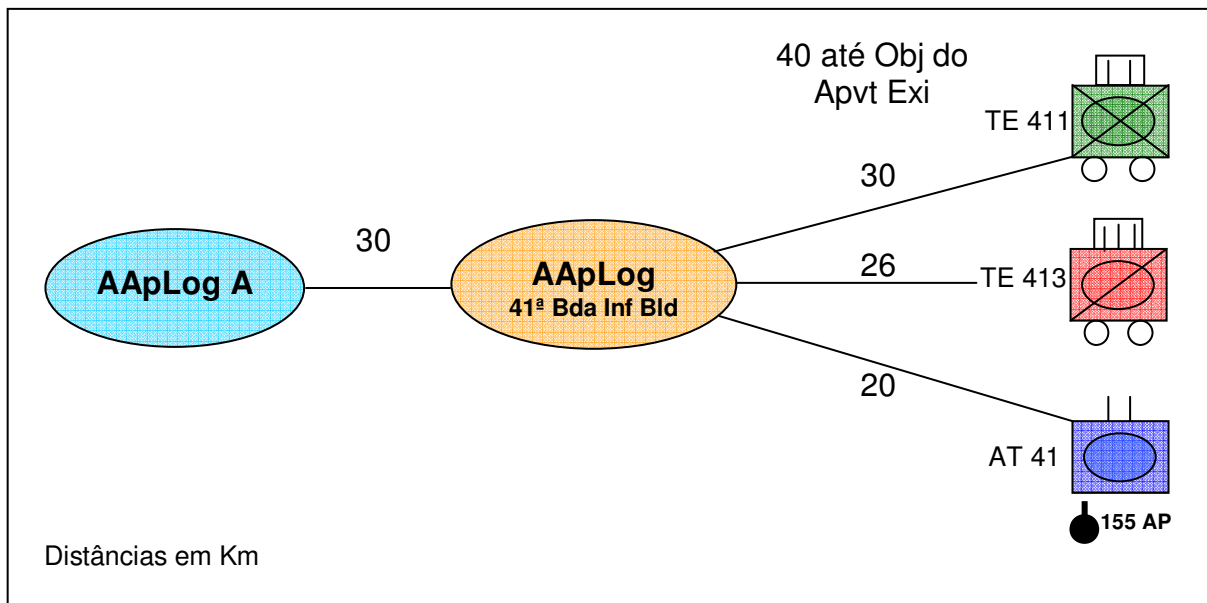 40 até Obj do
Apvt Exi
TE 411
30
30
AApLog A
AApLog
41ª Bda Inf Bld
26
TE 413
20
AT 41
155 AP
Distâncias em Km